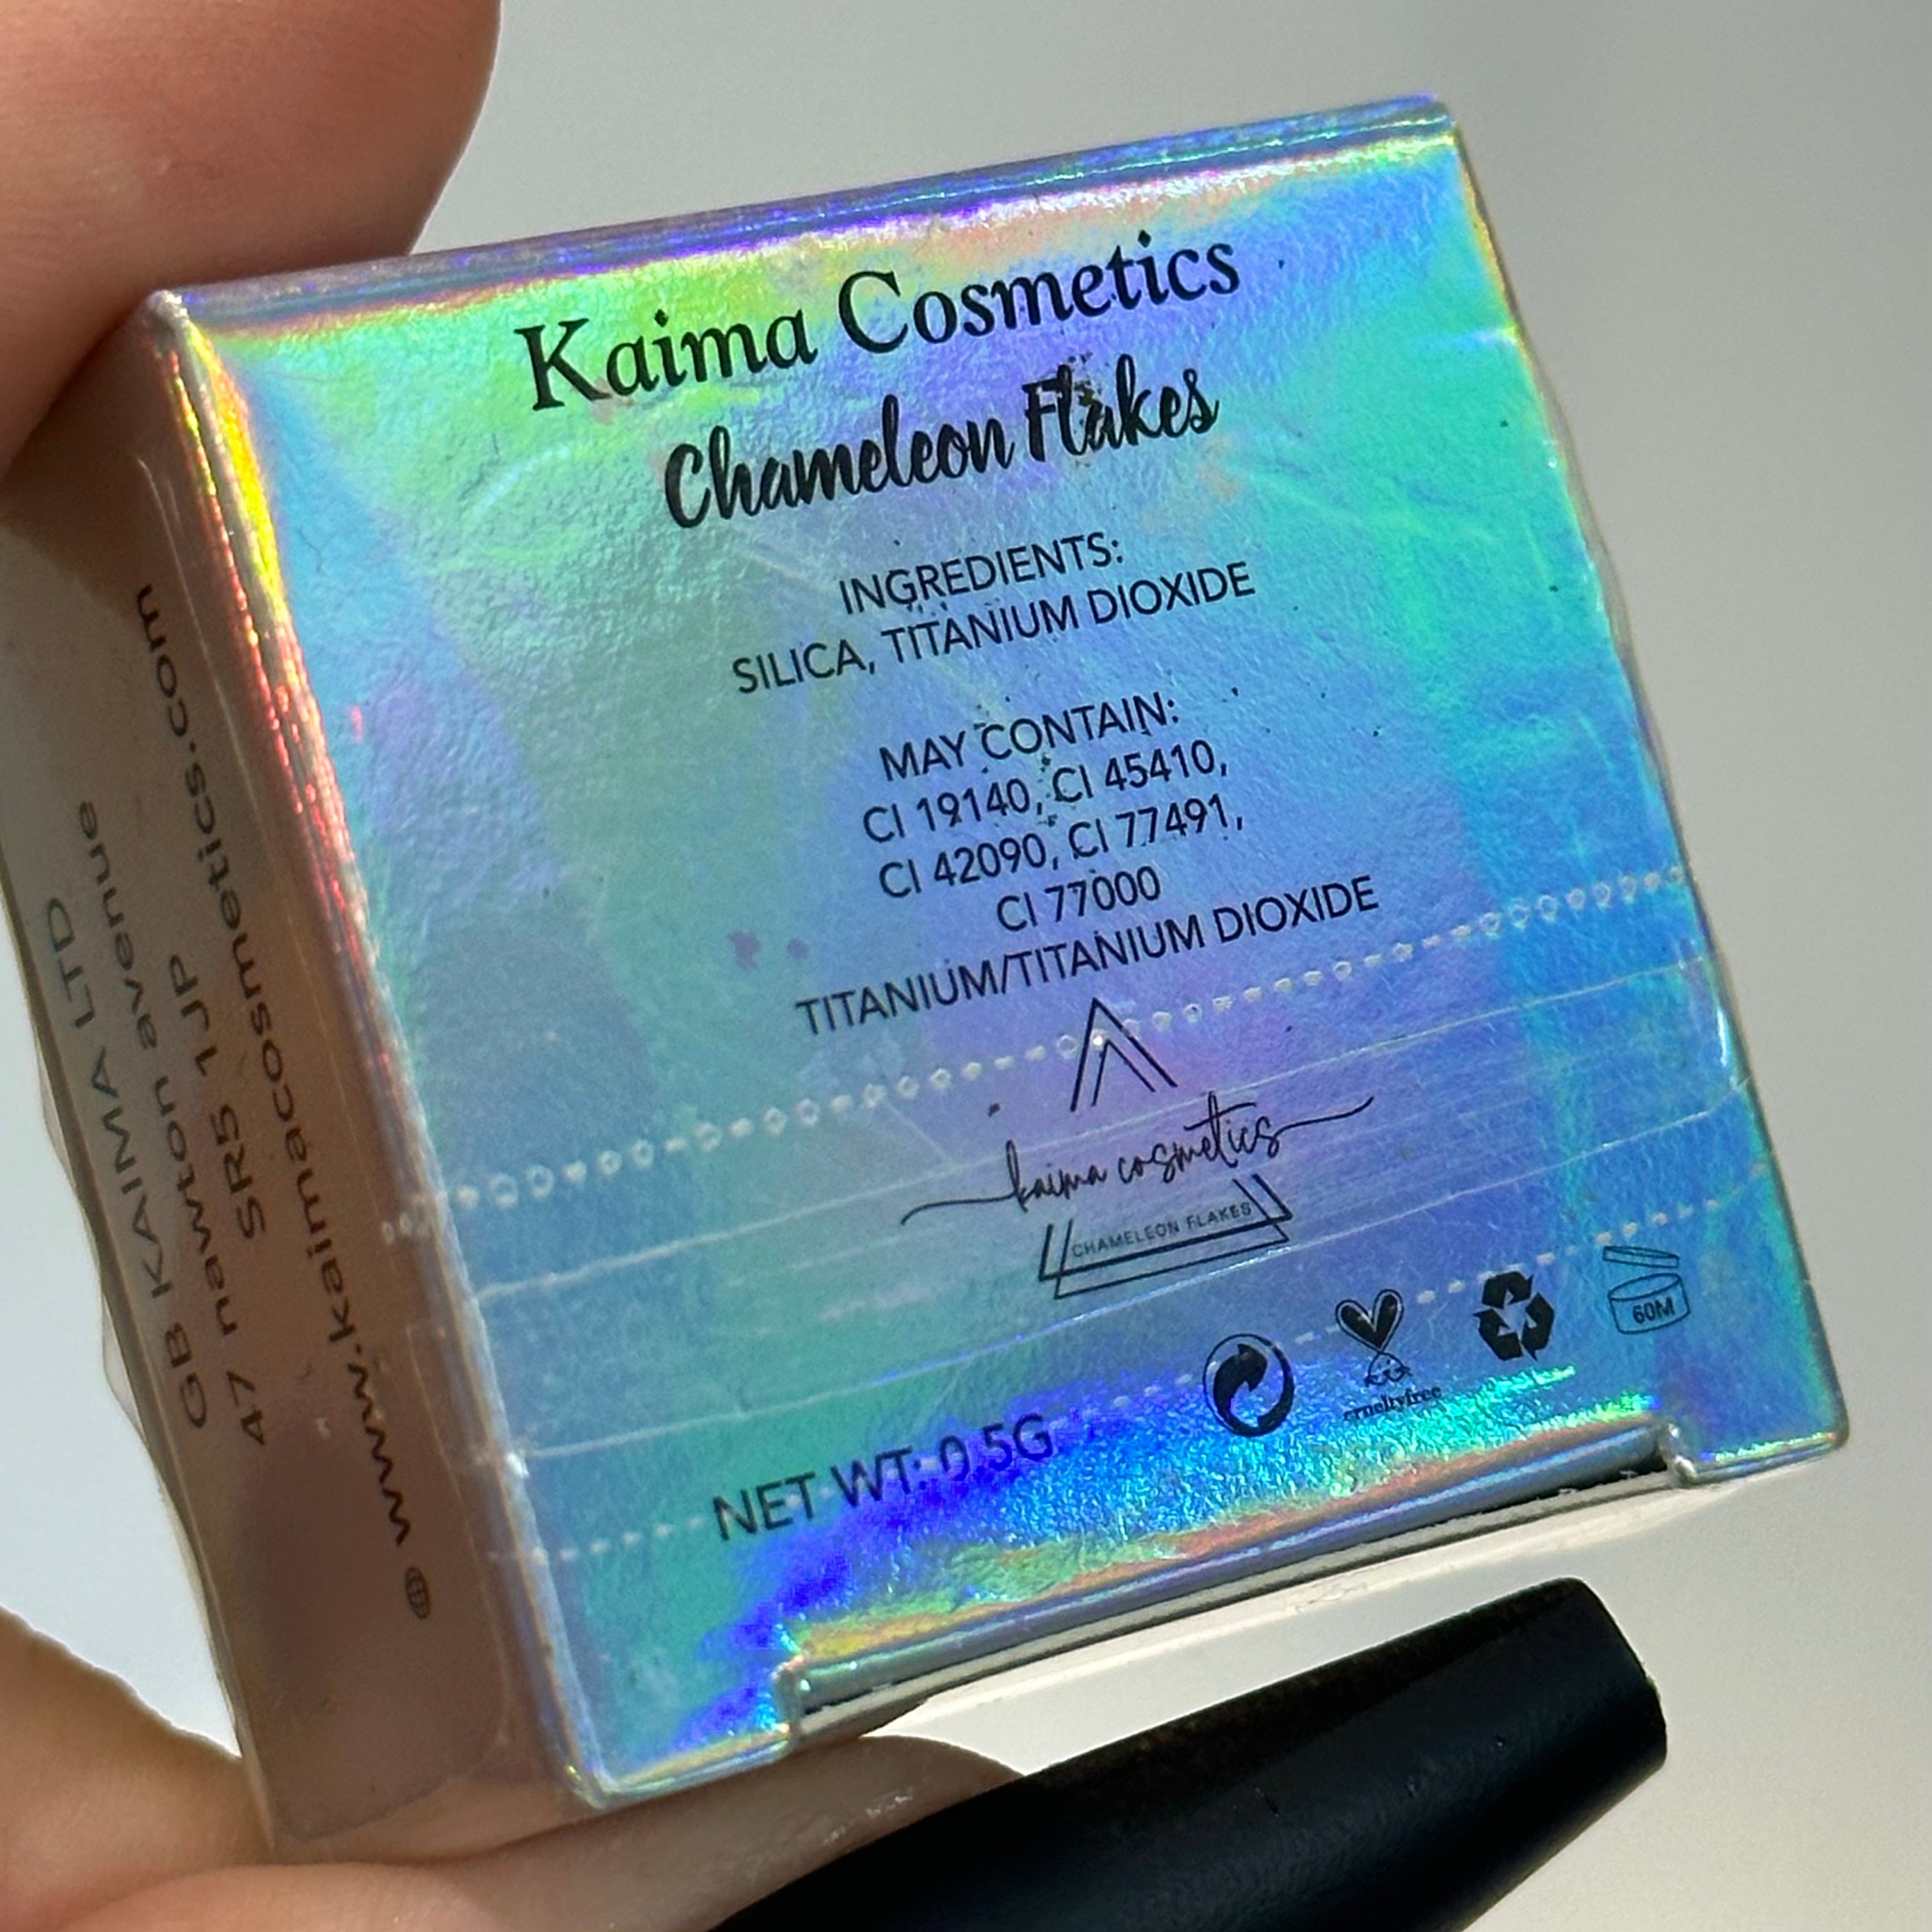 Kaima Cosmetics
Chameleon Flakes
INGREDIENTS:
SILICA, TITANIUM DIOXIDE
MAY CONTAIN:
CI 19140, CI 45410,
CI 42090, CI 77491,
CI 77000
TITANIUM/TITANIUM DIOXIDE
kaima cosmetics
CHAMELEON FLAKES
NET WT: 0.5G
crueltyfree
60M
GB KAIMA LTD
47 nawton avenue
SR5 1JP
www.kaimacosmetics.com